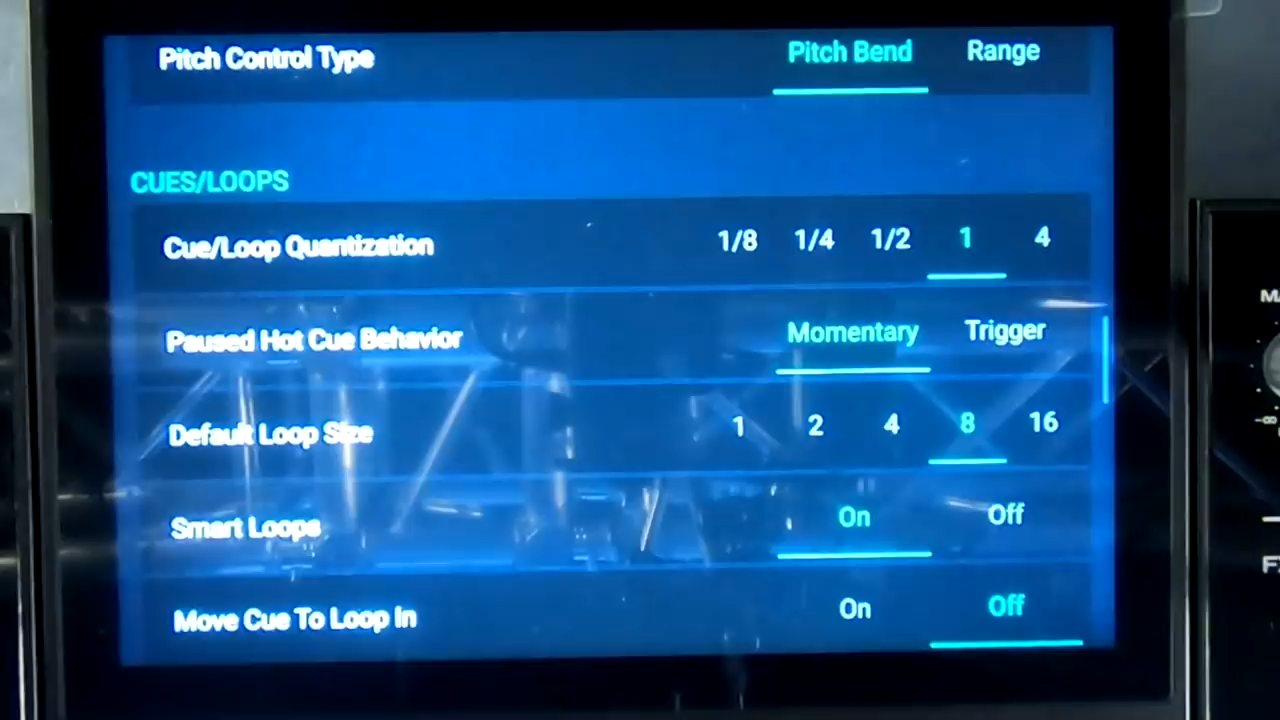 Pitch Control Type Pitch Bend Range
CUES/LOOPS
Cue/Loop Quantization 1/8 1/4 1/2 1 4
Paused Hot Cue Behavior Momentary Trigger
Default Loop Size 1 2 4 8 16
Smart Loops On Off
Move Cue To Loop In On Off
-∞